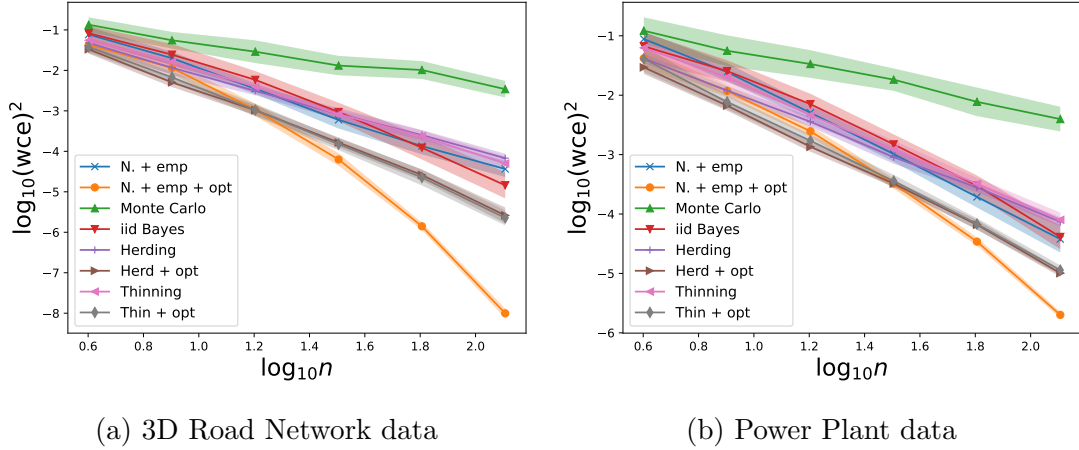 −1
−2
−3
−4
−5
−6
−7
−8
log₁₀(wce)²
N. + emp
N. + emp + opt
Monte Carlo
iid Bayes
Herding
Herd + opt
Thinning
Thin + opt
0.6 0.8 1.0 1.2 1.4 1.6 1.8 2.0
log₁₀n
(a) 3D Road Network data
−1
−2
−3
−4
−5
−6
log₁₀(wce)²
N. + emp
N. + emp + opt
Monte Carlo
iid Bayes
Herding
Herd + opt
Thinning
Thin + opt
0.6 0.8 1.0 1.2 1.4 1.6 1.8 2.0
log₁₀n
(b) Power Plant data